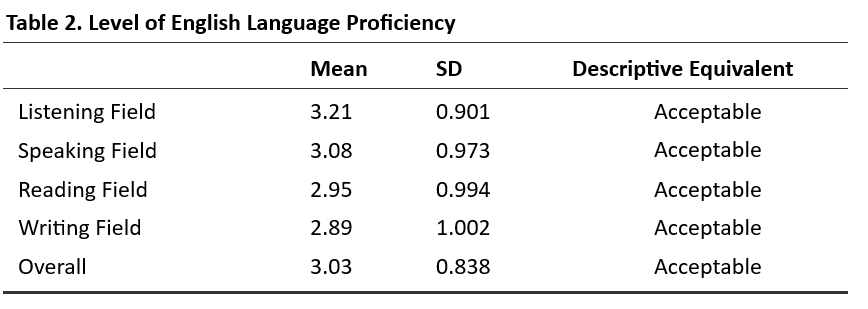 Table 2. Level of English Language Proficiency
Mean SD Descriptive Equivalent
Listening Field 3.21 0.901 Acceptable
Speaking Field 3.08 0.973 Acceptable
Reading Field 2.95 0.994 Acceptable
Writing Field 2.89 1.002 Acceptable
Overall 3.03 0.838 Acceptable